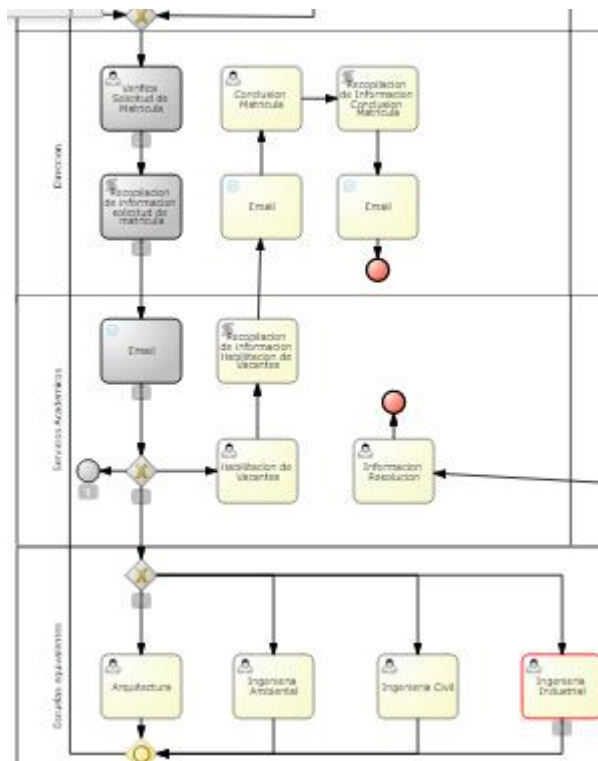 Verifica
Solicitud de
Matricula
Conclusion
Matricula
Recopilacion
de Informacion
Conclusion
Matricula
Direccion
Recopilacion
de informacion
solicitud de
matricula
Email
Email
Servicios Academicos
Email
Recopilacion
de informacion
Habilitacion de
Vacantes
Habilitacion de
Vacantes
Informacion
Resolucion
Escuelas equivalentes
Arquitectura
Ingenieria
Ambiental
Ingenieria Civil
Ingenieria
Industrial